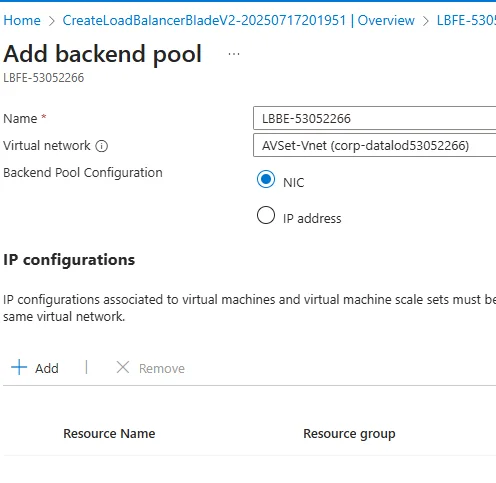 Home > CreateLoadBalancerBladeV2-20250717201951 | Overview > LBFE-530
Add backend pool ...
LBFE-53052266
Name *
LBBE-53052266
Virtual network
AVSet-Vnet (corp-datalod53052266)
Backend Pool Configuration
NIC
IP address
IP configurations
IP configurations associated to virtual machines and virtual machine scale sets must be
same virtual network.
+ Add | × Remove
Resource Name Resource group